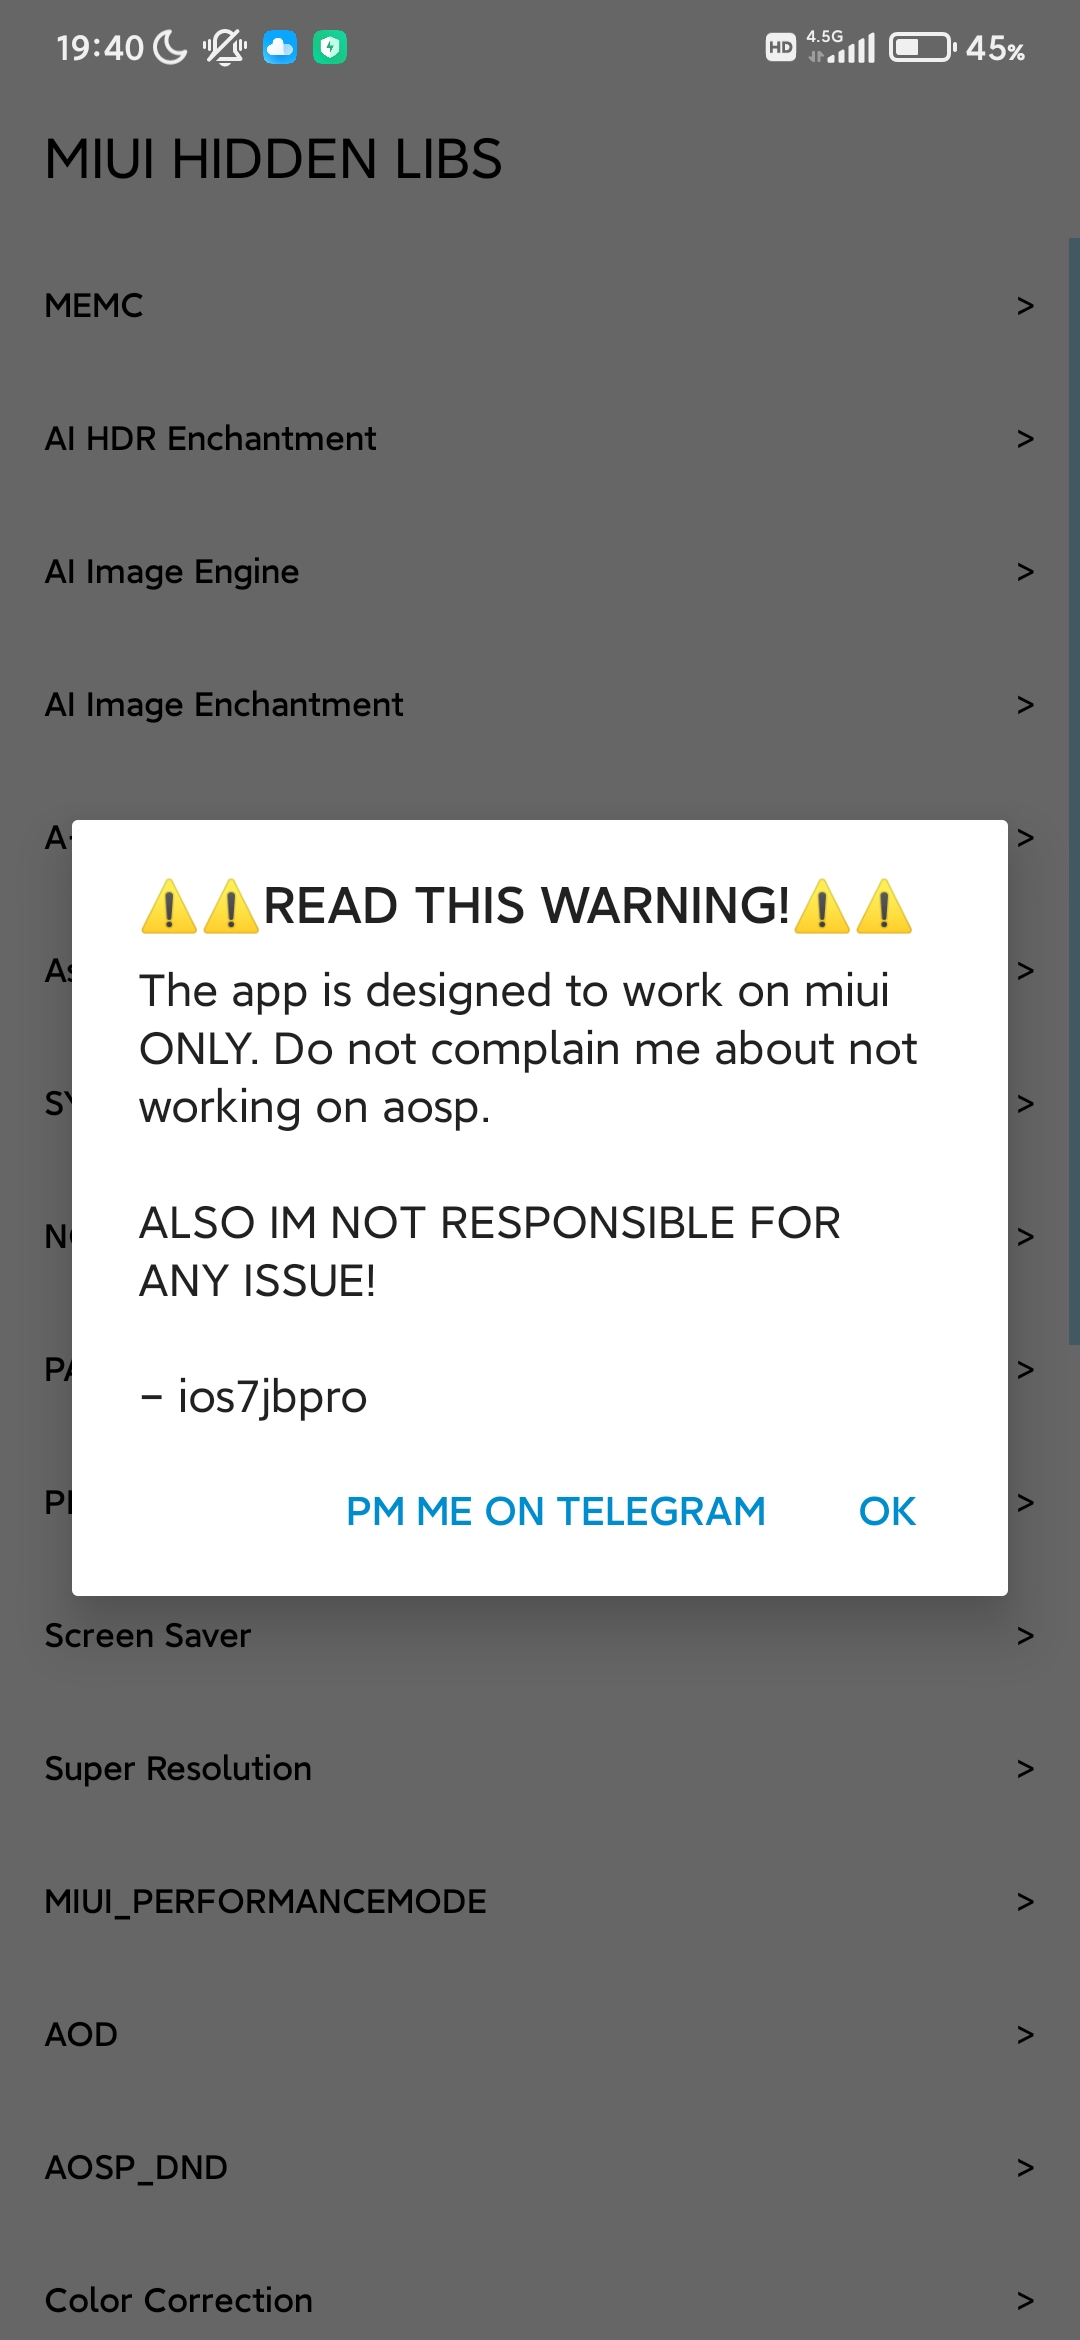 19:40 HD 4.5G 45%
MIUI HIDDEN LIBS
MEMC >
AI HDR Enchantment >
AI Image Engine >
AI Image Enchantment >
>
>
>
>
>
>
⚠️⚠️READ THIS WARNING!⚠️⚠️
The app is designed to work on miui
ONLY. Do not complain me about not
working on aosp.
ALSO IM NOT RESPONSIBLE FOR
ANY ISSUE!
– ios7jbpro
PM ME ON TELEGRAM OK
Screen Saver >
Super Resolution >
MIUI_PERFORMANCEMODE >
AOD >
AOSP_DND >
Color Correction >